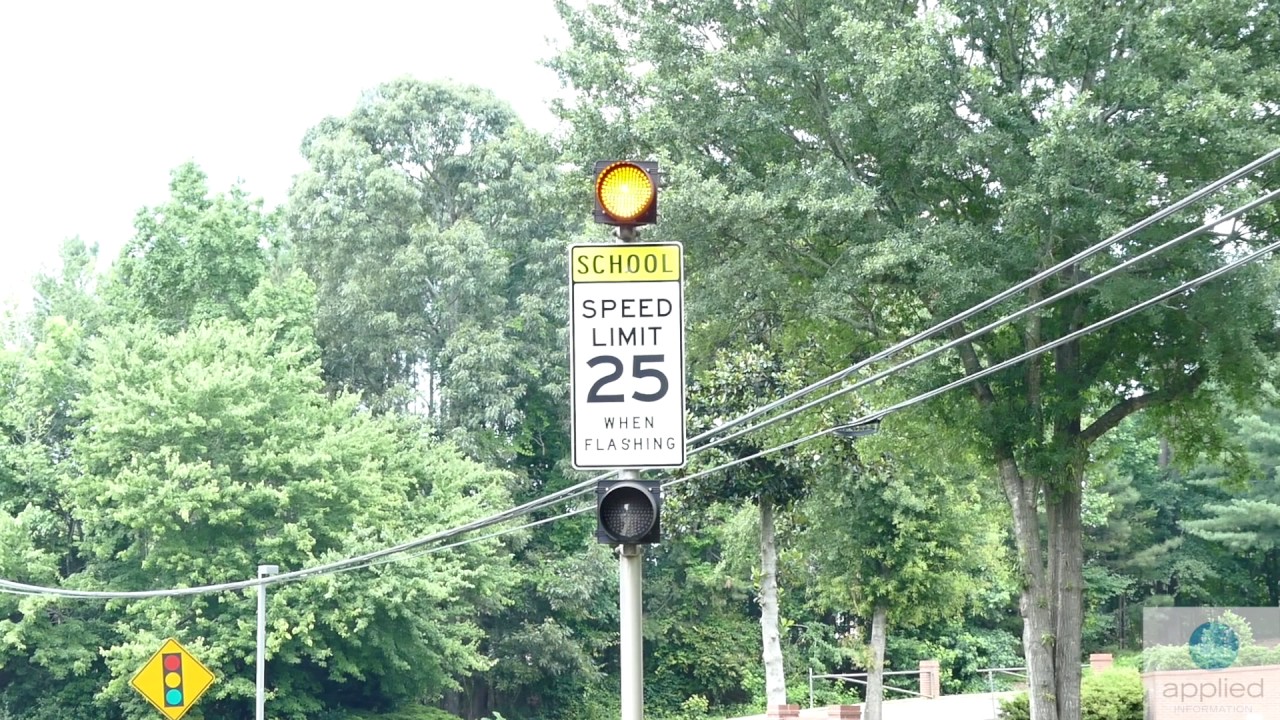 SCHOOL
SPEED
LIMIT
25
WHEN
FLASHING
applied
INFORMATION